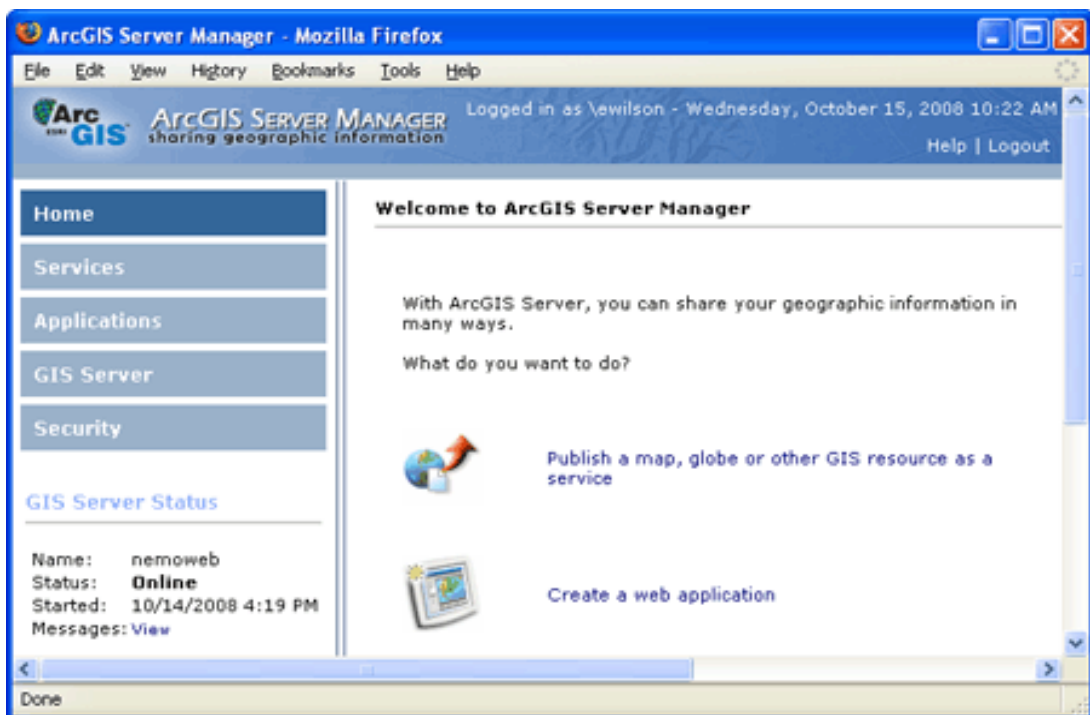 ArcGIS Server Manager - Mozilla Firefox
File Edit View History Bookmarks Tools Help
Arc
ESRI GIS
ArcGIS Server Manager
sharing geographic information
Logged in as \ewilson - Wednesday, October 15, 2008 10:22 AM
Help | Logout
Home
Services
Applications
GIS Server
Security
GIS Server Status
Name: nemoweb
Status: Online
Started: 10/14/2008 4:19 PM
Messages: View
Welcome to ArcGIS Server Manager
With ArcGIS Server, you can share your geographic information in
many ways.
What do you want to do?
Publish a map, globe or other GIS resource as a
service
Create a web application
Done